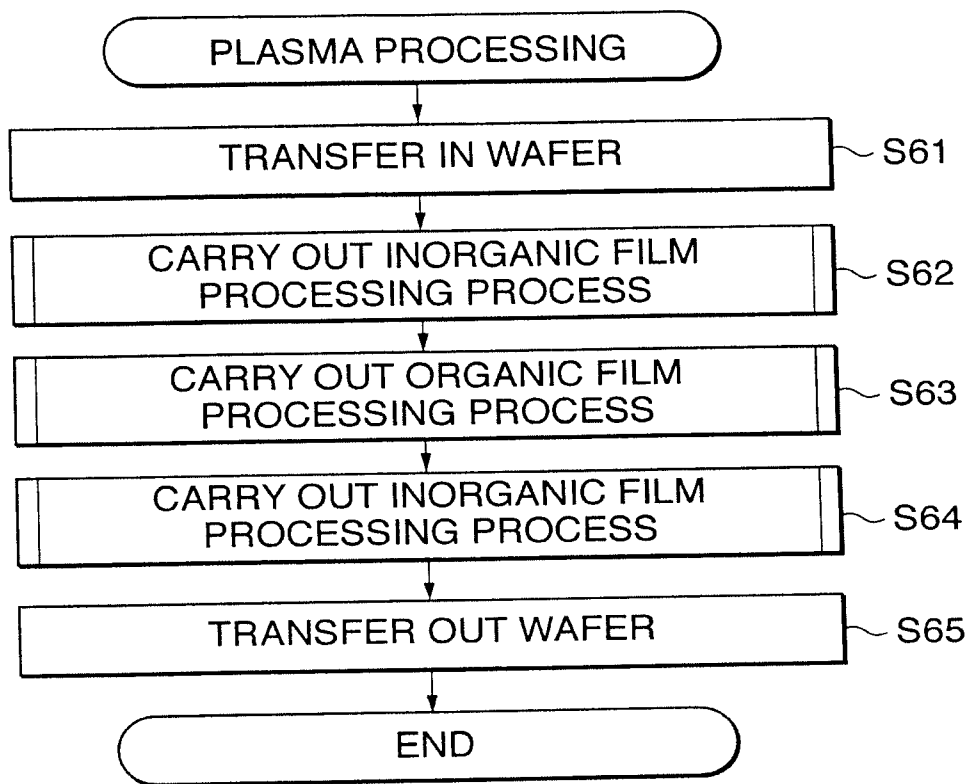 PLASMA PROCESSING
TRANSFER IN WAFER
S61
CARRY OUT INORGANIC FILM
PROCESSING PROCESS
S62
CARRY OUT ORGANIC FILM
PROCESSING PROCESS
S63
CARRY OUT INORGANIC FILM
PROCESSING PROCESS
S64
TRANSFER OUT WAFER
S65
END